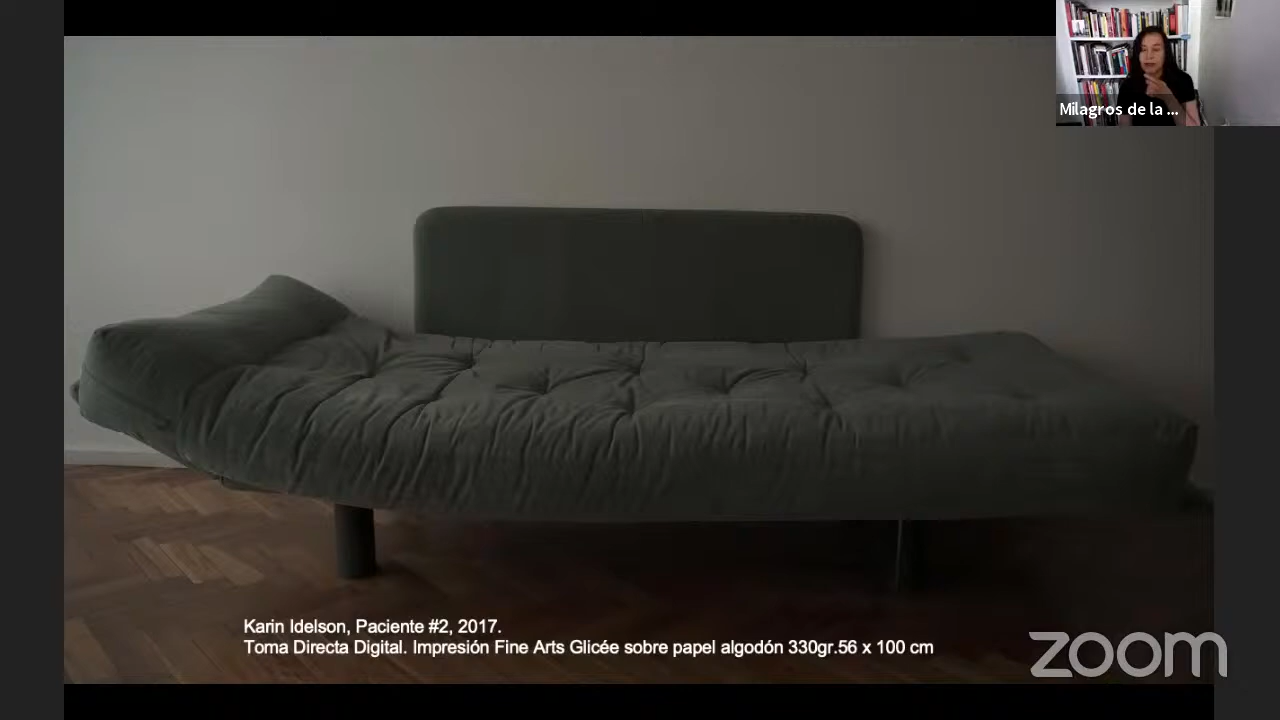 Milagros de la ...
Karin Idelson, Paciente #2, 2017.
Toma Directa Digital. Impresión Fine Arts Glicée sobre papel algodón 330gr.56 x 100 cm
zoom